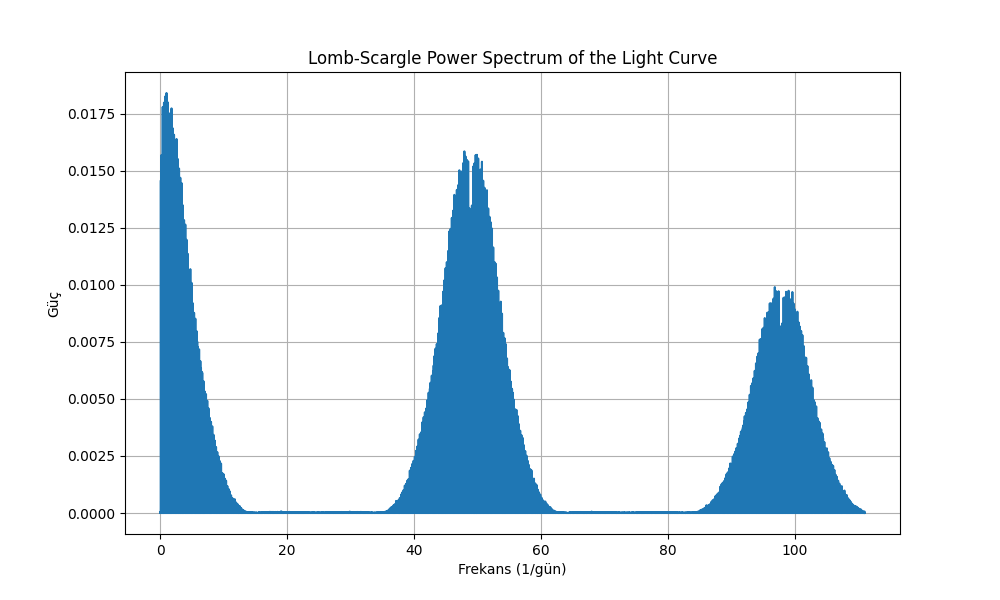 Lomb-Scargle Power Spectrum of the Light Curve
0.0175
0.0150
0.0125
0.0100
0.0075
0.0050
0.0025
0.0000
Güç
0 20 40 60 80 100
Frekans (1/gün)